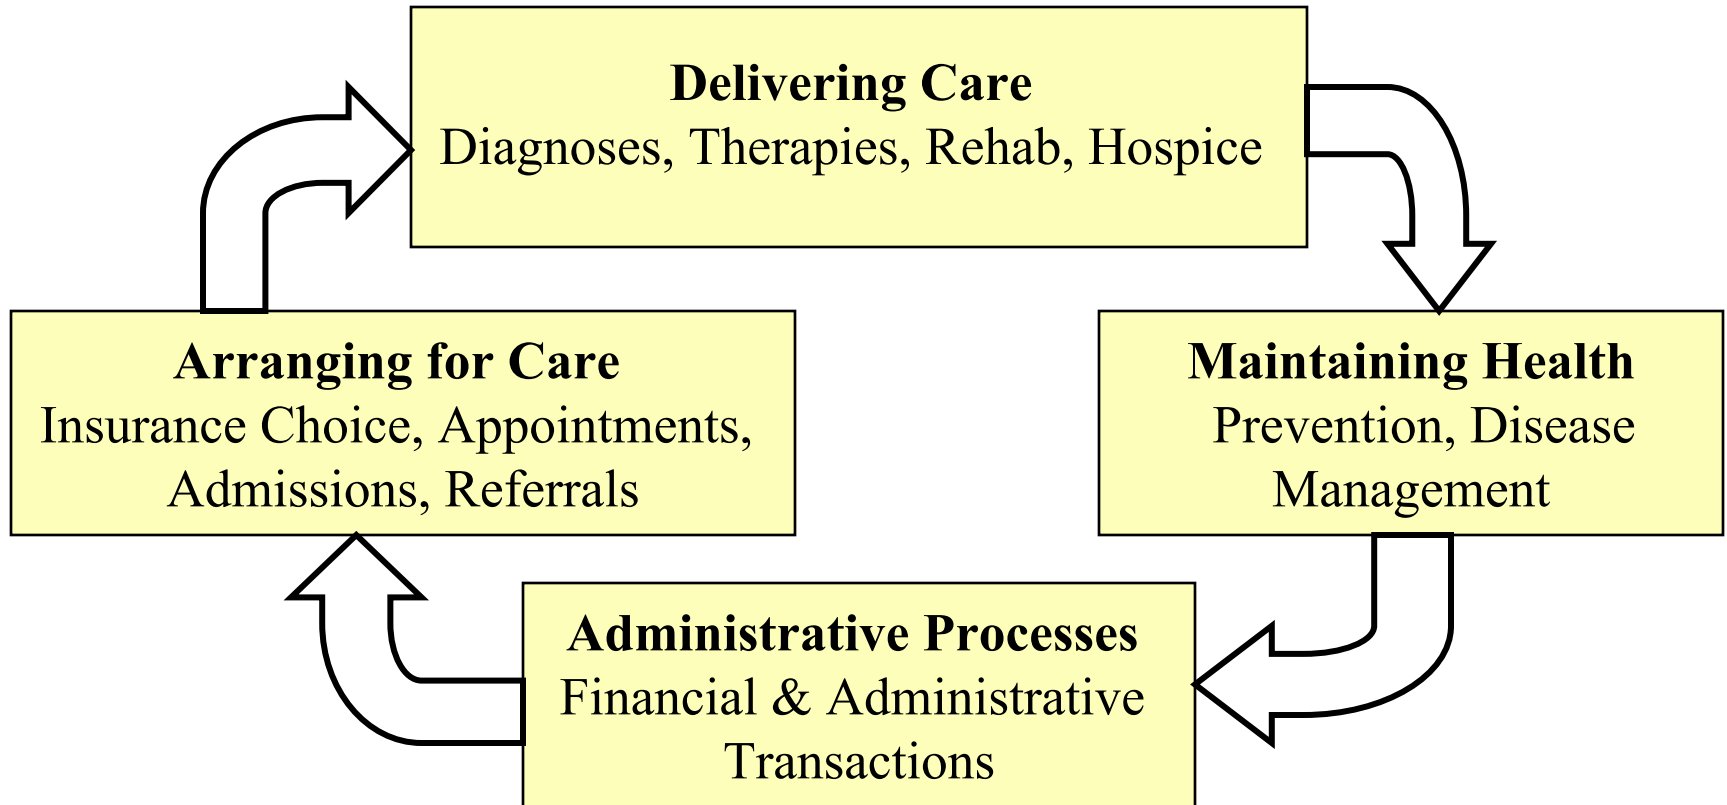 Delivering Care
Diagnoses, Therapies, Rehab, Hospice
Arranging for Care
Insurance Choice, Appointments,
Admissions, Referrals
Maintaining Health
Prevention, Disease
Management
Administrative Processes
Financial & Administrative
Transactions